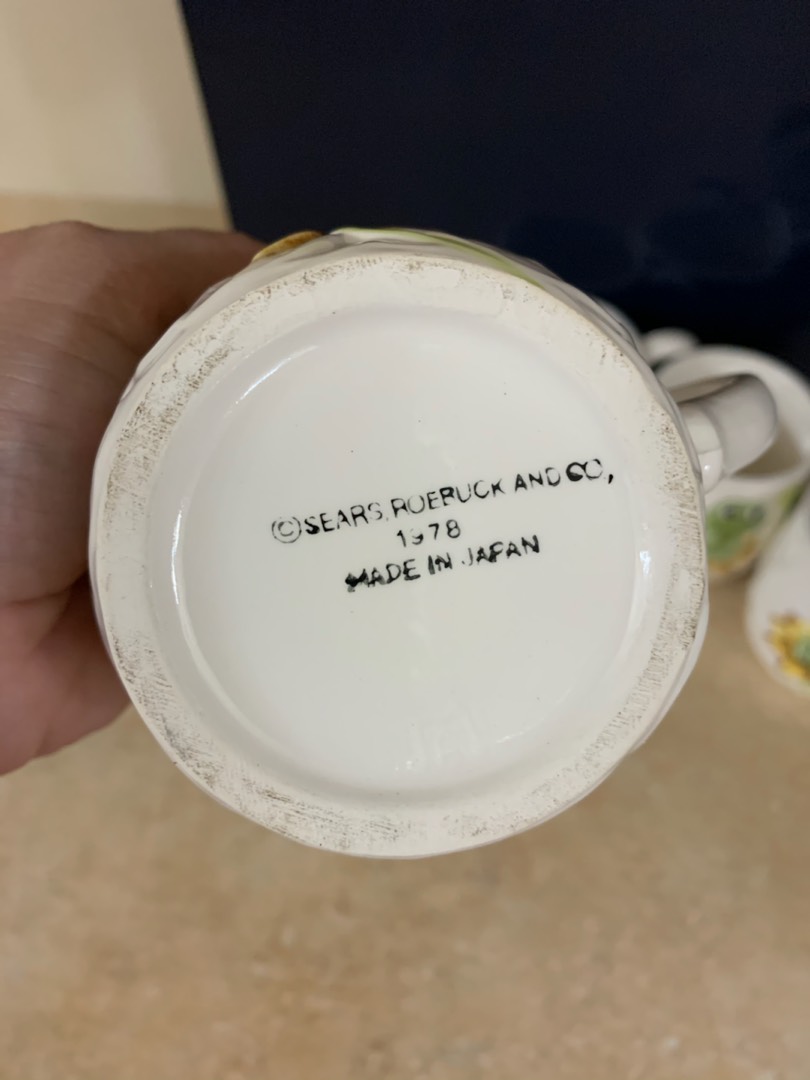 ©SEARS, ROEBUCK AND CO,
1978
MADE IN JAPAN